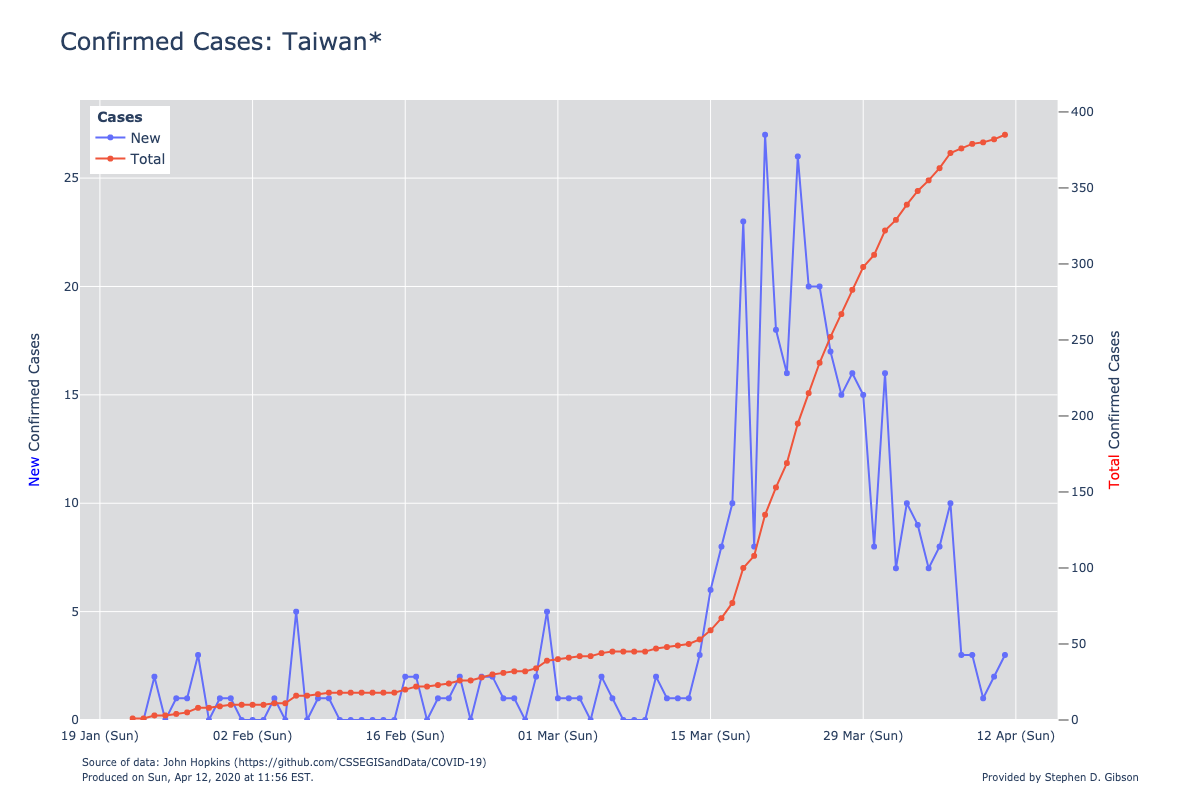 Confirmed Cases: Taiwan*
Cases
New
Total
400
350
300
250
200
150
100
50
0
25
20
15
10
5
0
New Confirmed Cases
Total Confirmed Cases
19 Jan (Sun)
02 Feb (Sun)
16 Feb (Sun)
01 Mar (Sun)
15 Mar (Sun)
29 Mar (Sun)
12 Apr (Sun)
Source of data: John Hopkins (https://github.com/CSSEGISandData/COVID-19)
Produced on Sun, Apr 12, 2020 at 11:56 EST.
Provided by Stephen D. Gibson